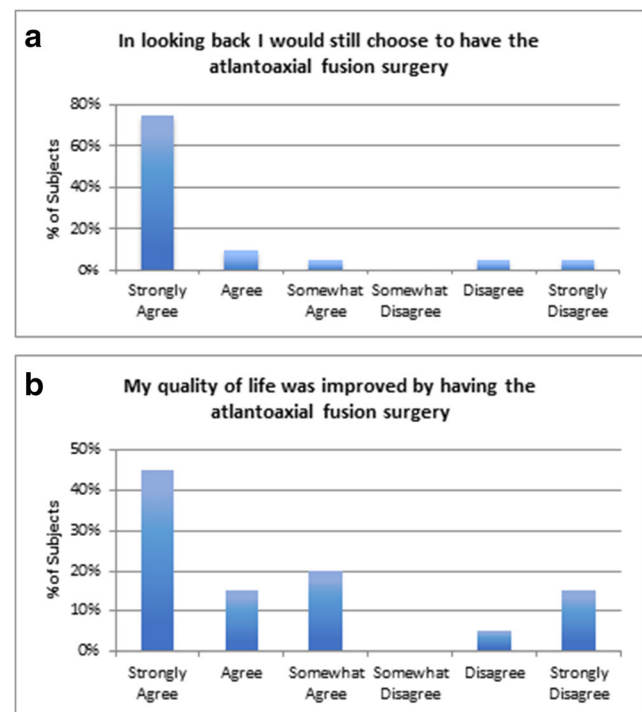 a
In looking back I would still choose to have the
atlantoaxial fusion surgery
% of Subjects
80%
60%
40%
20%
0%
Strongly Agree Somewhat Somewhat Disagree Strongly
Agree Agree Disagree Disagree
b
My quality of life was improved by having the
atlantoaxial fusion surgery
% of Subjects
50%
40%
30%
20%
10%
0%
Strongly Agree Somewhat Somewhat Disagree Strongly
Agree Agree Disagree Disagree